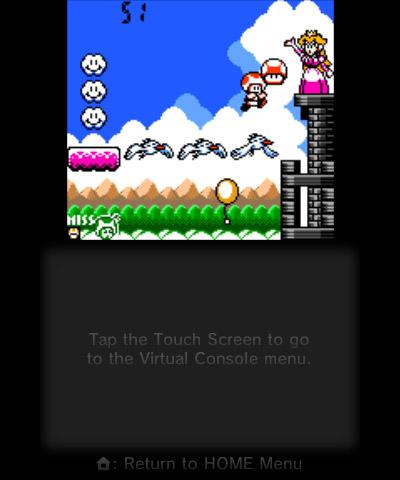 51
MISS
Tap the Touch Screen to go
to the Virtual Console menu.
: Return to HOME Menu